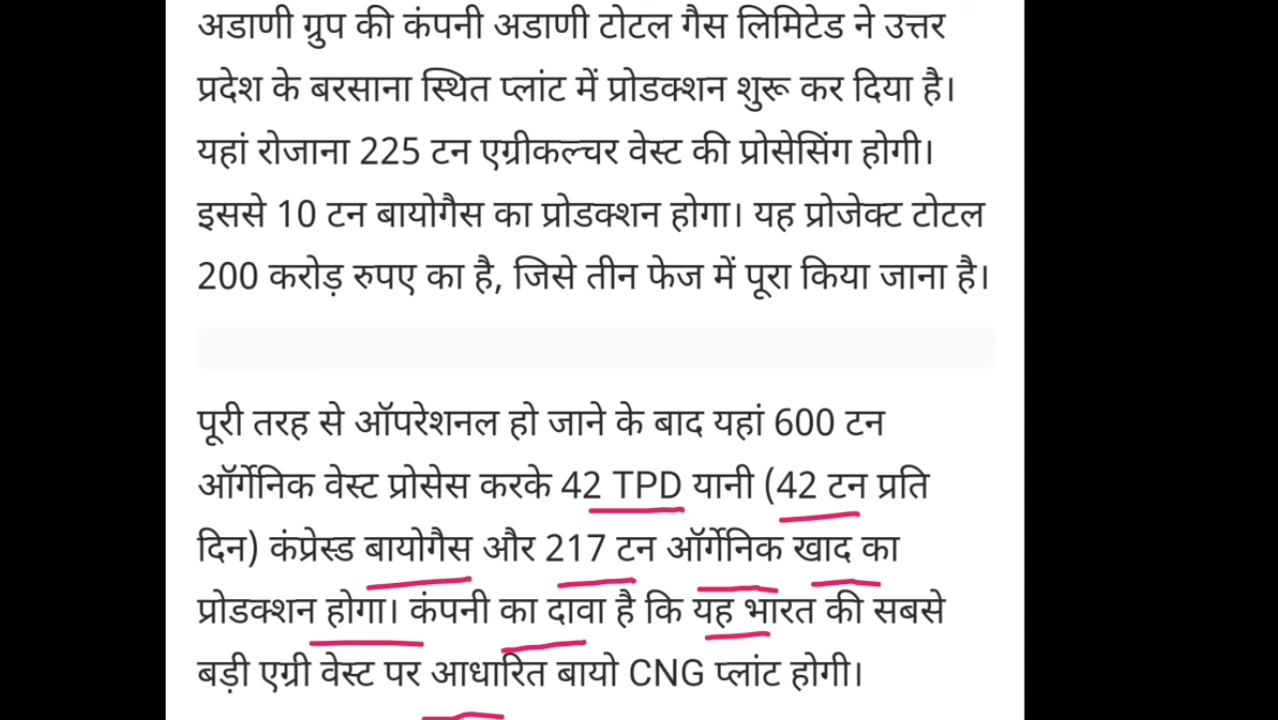 अडाणी ग्रुप की कंपनी अडाणी टोटल गैस लिमिटेड ने उत्तर
प्रदेश के बरसाना स्थित प्लांट में प्रोडक्शन शुरू कर दिया है।
यहां रोजाना 225 टन एग्रीकल्चर वेस्ट की प्रोसेसिंग होगी।
इससे 10 टन बायोगैस का प्रोडक्शन होगा। यह प्रोजेक्ट टोटल
200 करोड़ रुपए का है, जिसे तीन फेज में पूरा किया जाना है।
पूरी तरह से ऑपरेशनल हो जाने के बाद यहां 600 टन
ऑर्गेनिक वेस्ट प्रोसेस करके 42 TPD यानी (42 टन प्रति
दिन) कंप्रेस्ड बायोगैस और 217 टन ऑर्गेनिक खाद का
प्रोडक्शन होगा। कंपनी का दावा है कि यह भारत की सबसे
बड़ी एग्री वेस्ट पर आधारित बायो CNG प्लांट होगी।